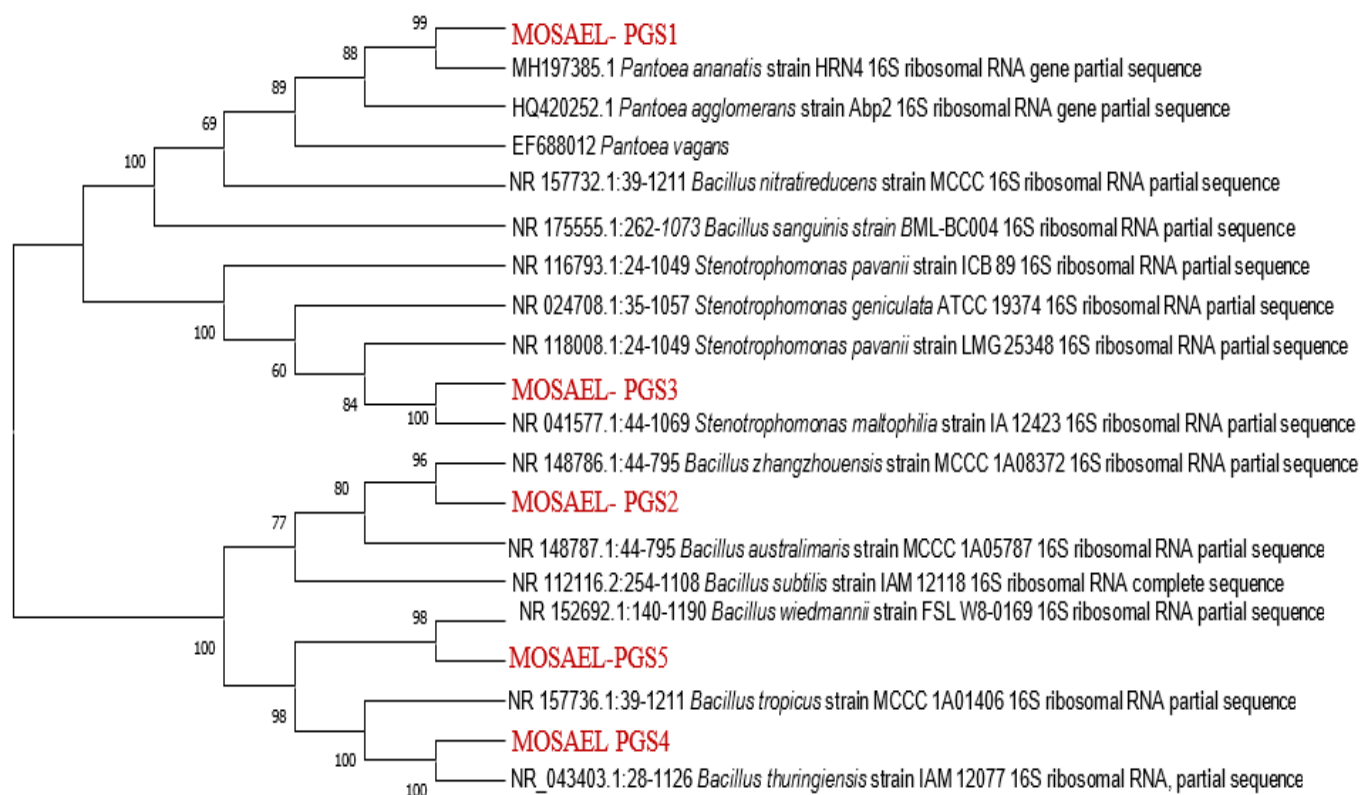 99
MOSAEL- PGS1
88
MH197385.1 Pantoea ananatis strain HRN4 16S ribosomal RNA gene partial sequence
89
HQ420252.1 Pantoea agglomerans strain Abp2 16S ribosomal RNA gene partial sequence
69
EF688012 Pantoea vagans
100
NR 157732.1:39-1211 Bacillus nitratireducens strain MCCC 16S ribosomal RNA partial sequence
NR 175555.1:262-1073 Bacillus sanguinis strain BML-BC004 16S ribosomal RNA partial sequence
NR 116793.1:24-1049 Stenotrophomonas pavanii strain ICB 89 16S ribosomal RNA partial sequence
NR 024708.1:35-1057 Stenotrophomonas geniculata ATCC 19374 16S ribosomal RNA partial sequence
100
NR 118008.1:24-1049 Stenotrophomonas pavanii strain LMG 25348 16S ribosomal RNA partial sequence
60
MOSAEL- PGS3
84
100
NR 041577.1:44-1069 Stenotrophomonas maltophilia strain IA 12423 16S ribosomal RNA partial sequence
96
NR 148786.1:44-795 Bacillus zhangzhouensis strain MCCC 1A08372 16S ribosomal RNA partial sequence
80
MOSAEL- PGS2
77
NR 148787.1:44-795 Bacillus australimaris strain MCCC 1A05787 16S ribosomal RNA partial sequence
NR 112116.2:254-1108 Bacillus subtilis strain IAM 12118 16S ribosomal RNA complete sequence
98
NR 152692.1:140-1190 Bacillus wiedmannii strain FSL W8-0169 16S ribosomal RNA partial sequence
100
MOSAEL-PGS5
NR 157736.1:39-1211 Bacillus tropicus strain MCCC 1A01406 16S ribosomal RNA partial sequence
98
MOSAEL PGS4
100
NR_043403.1:28-1126 Bacillus thuringiensis strain IAM 12077 16S ribosomal RNA, partial sequence
100